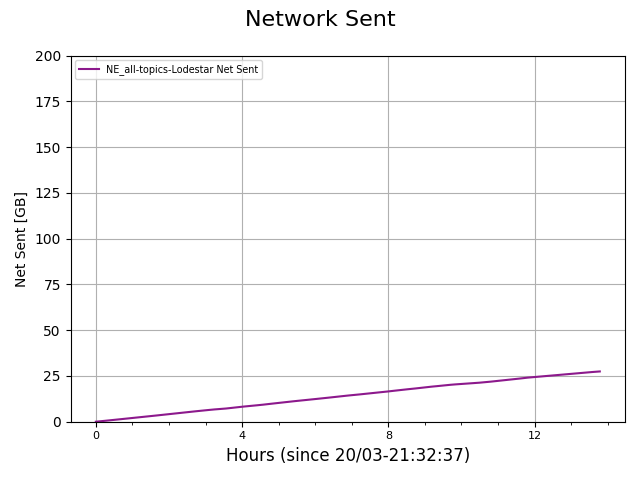 Network Sent
NE_all-topics-Lodestar Net Sent
Net Sent [GB]
200
175
150
125
100
75
50
25
0
0 4 8 12
Hours (since 20/03-21:32:37)